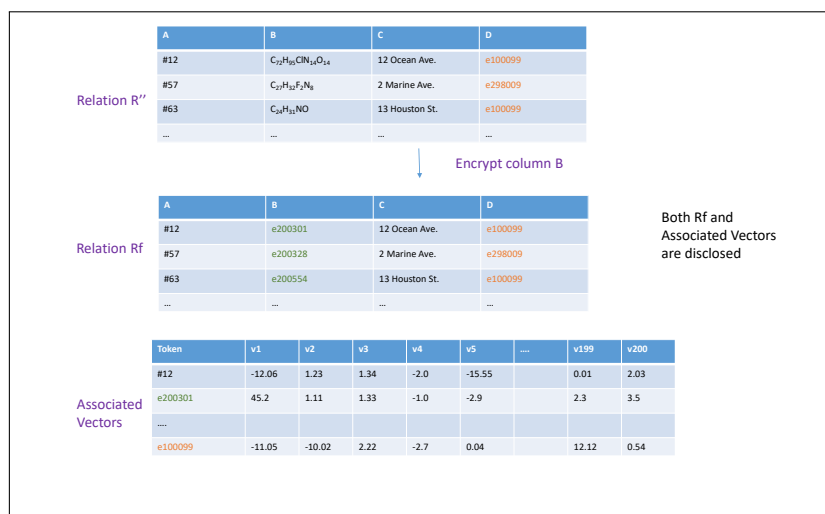 A B C D
#12 C₇₂H₉₅ClN₁₄O₁₄ 12 Ocean Ave. e100099
Relation R’’
#57 C₂₇H₃₂F₂N₈ 2 Marine Ave. e298009
#63 C₂₄H₃₁NO 13 Houston St. e100099
... ... ... ...
Encrypt column B
A B C D
#12 e200301 12 Ocean Ave. e100099
Relation Rf
#57 e200328 2 Marine Ave. e298009
#63 e200554 13 Houston St. e100099
... ... ... ...
Both Rf and
Associated Vectors
are disclosed
Token v1 v2 v3 v4 v5 .... v199 v200
#12 -12.06 1.23 1.34 -2.0 -15.55 0.01 2.03
Associated
Vectors
e200301 45.2 1.11 1.33 -1.0 -2.9 2.3 3.5
....
e100099 -11.05 -10.02 2.22 -2.7 0.04 12.12 0.54